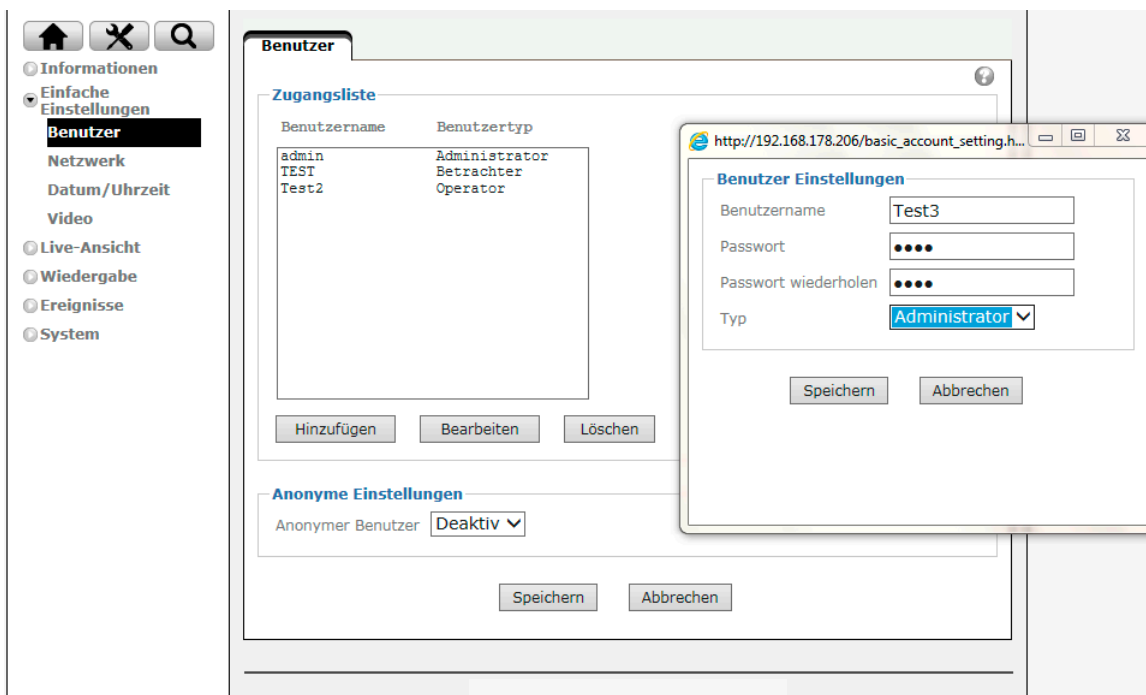 Informationen
Einfache
Einstellungen
Benutzer
Netzwerk
Datum/Uhrzeit
Video
Live-Ansicht
Wiedergabe
Ereignisse
System
Benutzer
Zugangsliste
Benutzername Benutzertyp
admin Administrator
TEST Betrachter
Test2 Operator
Hinzufügen Bearbeiten Löschen
Anonyme Einstellungen
Anonymer Benutzer Deaktiv
Speichern Abbrechen
http://192.168.178.206/basic_account_setting.h...
Benutzer Einstellungen
Benutzername Test3
Passwort ●●●●
Passwort wiederholen ●●●●
Typ Administrator
Speichern Abbrechen